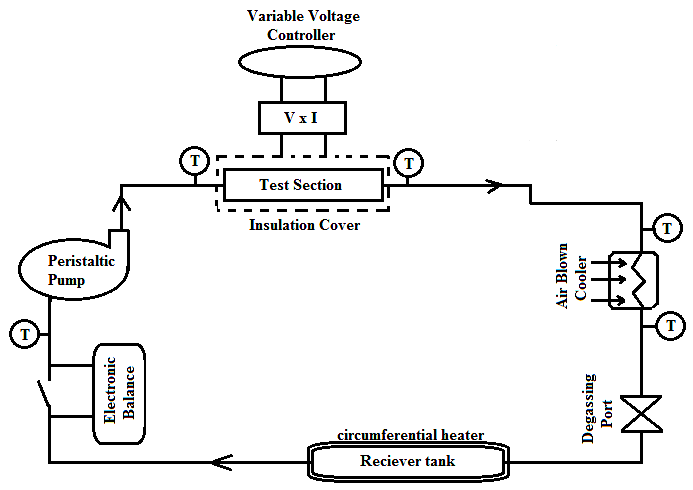 Variable Voltage
Controller
V x I
T
T
Test Section
Insulation Cover
T
Peristaltic
Pump
Air Blown
Cooler
T
T
Electronic
Balance
Degassing
Port
circumferential heater
Reciever tank